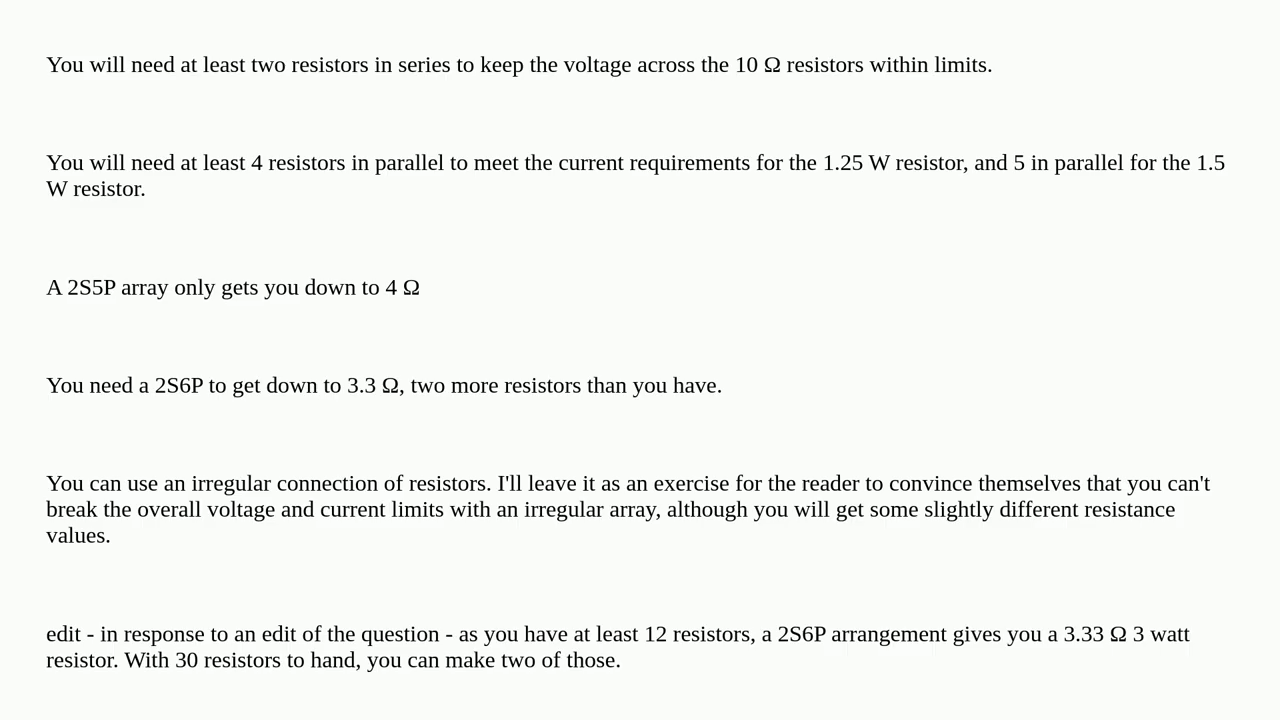 You will need at least two resistors in series to keep the voltage across the 10 Ω resistors within limits.
You will need at least 4 resistors in parallel to meet the current requirements for the 1.25 W resistor, and 5 in parallel for the 1.5
W resistor.
A 2S5P array only gets you down to 4 Ω
You need a 2S6P to get down to 3.3 Ω, two more resistors than you have.
You can use an irregular connection of resistors. I'll leave it as an exercise for the reader to convince themselves that you can't
break the overall voltage and current limits with an irregular array, although you will get some slightly different resistance
values.
edit - in response to an edit of the question - as you have at least 12 resistors, a 2S6P arrangement gives you a 3.33 Ω 3 watt
resistor. With 30 resistors to hand, you can make two of those.